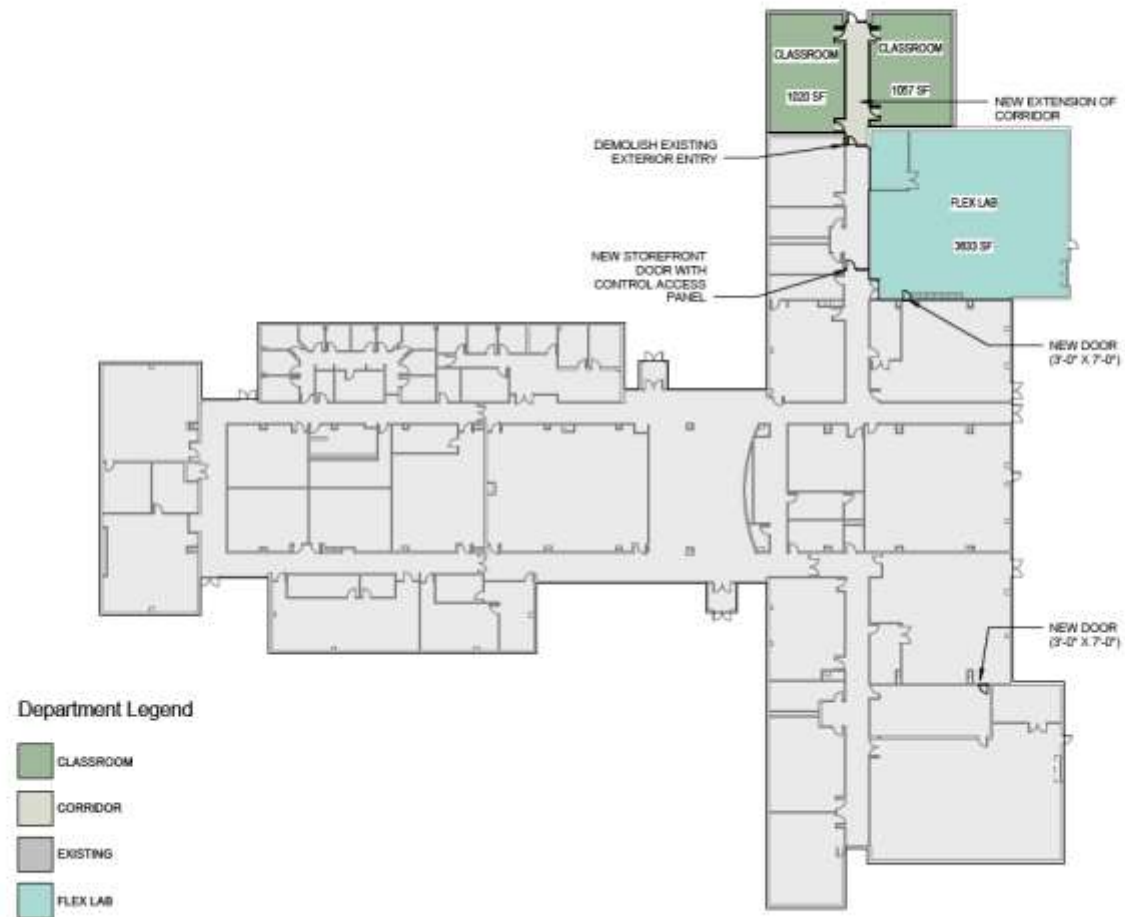 CLASSROOM
1020 SF
CLASSROOM
1057 SF
NEW EXTENSION OF
CORRIDOR
DEMOLISH EXISTING
EXTERIOR ENTRY
FLEX LAB
3633 SF
NEW STOREFRONT
DOOR WITH
CONTROL ACCESS
PANEL
NEW DOOR
(3'-0" X 7'-0")
NEW DOOR
(3'-0" X 7'-0")
Department Legend
CLASSROOM
CORRIDOR
EXISTING
FLEX LAB